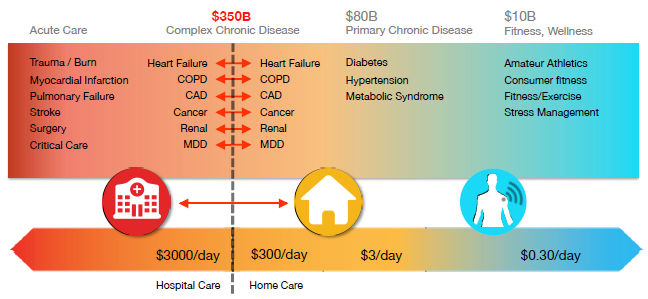 $350B
$80B
$10B
Acute Care
Complex Chronic Disease
Primary Chronic Disease
Fitness, Wellness
Trauma / Burn
Myocardial Infarction
Pulmonary Failure
Stroke
Surgery
Critical Care
Heart Failure
COPD
CAD
Cancer
Renal
MDD
Heart Failure
COPD
CAD
Cancer
Renal
MDD
Diabetes
Hypertension
Metabolic Syndrome
Amateur Athletics
Consumer fitness
Fitness/Exercise
Stress Management
$3000/day
$300/day
$3/day
$0.30/day
Hospital Care
Home Care